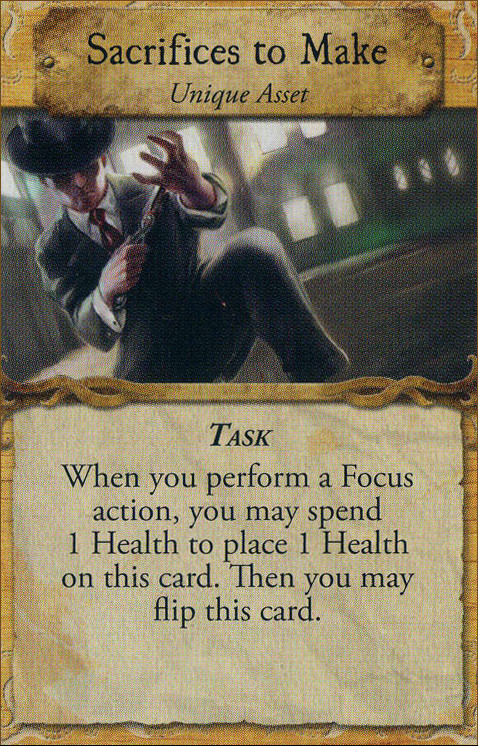 Sacrifices to Make
Unique Asset
Task
When you perform a Focus
action, you may spend
1 Health to place 1 Health
on this card. Then you may
flip this card.